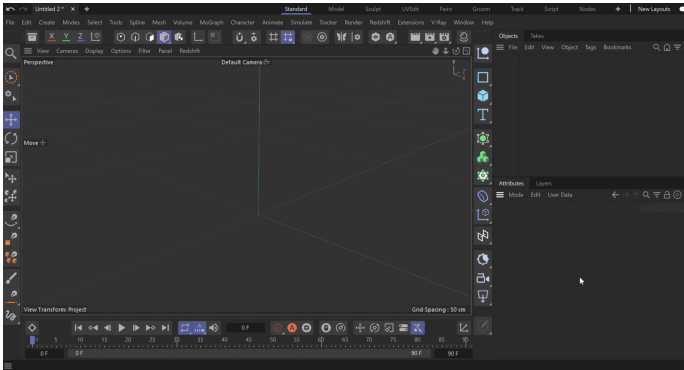 Untitled 2 * × +
Standard Model Sculpt UVEdit Paint Groom Track Script Nodes + New Layouts
File Edit Create Modes Select Tools Spline Mesh Volume MoGraph Character Animate Simulate Tracker Render Redshift Extensions V-Ray Window Help
X Y Z
Objects Takes
File Edit View Object Tags Bookmarks
View Cameras Display Options Filter Panel Redshift
Perspective
Default Camera
Y
Z
X
Move
Attributes Layers
Mode Edit User Data
View Transform: Project
Grid Spacing : 50 cm
0 F
0 5 10 15 20 25 30 35 40 45 50 55 60 65 70 75 80 85 90
0 F 0 F 90 F 90 F